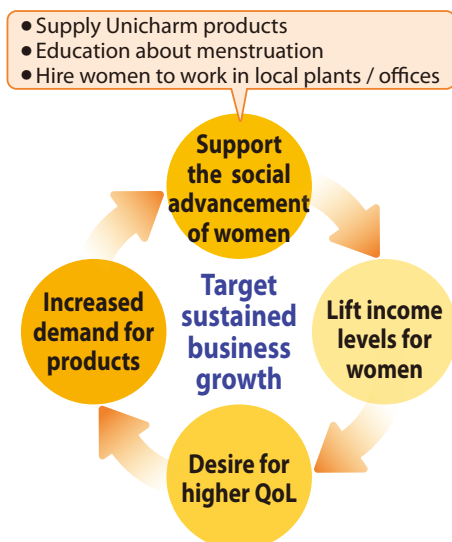 ● Supply Unicharm products
● Education about menstruation
● Hire women to work in local plants / offices
Support
the social
advancement
of women
Lift income
levels for
women
Desire for
higher QoL
Increased
demand for
products
Target
sustained
business
growth